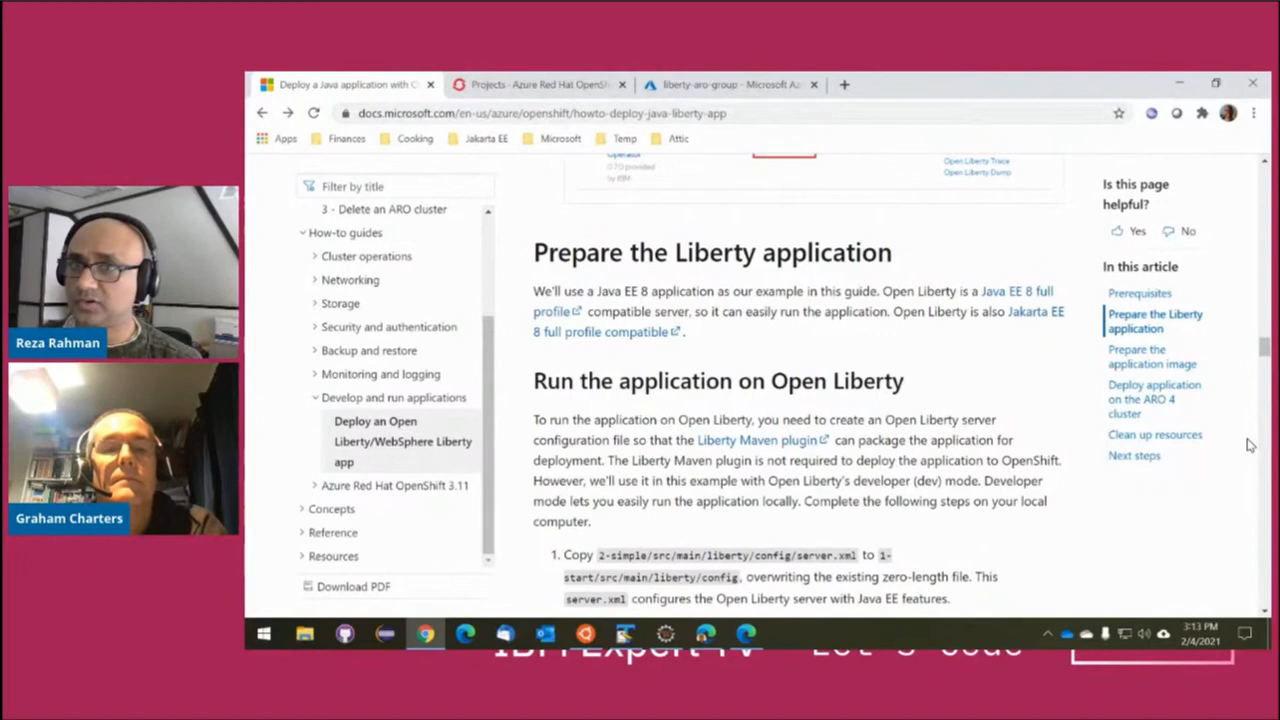 Deploy a Java application with O
Projects - Azure Red Hat OpenShi
liberty-aro-group - Microsoft Az
docs.microsoft.com/en-us/azure/openshift/howto-deploy-java-liberty-app
Apps
Finances
Cooking
Jakarta EE
Microsoft
Temp
Attic
Filter by title
3 - Delete an ARO cluster
How-to guides
Cluster operations
Networking
Storage
Security and authentication
Backup and restore
Monitoring and logging
Develop and run applications
Deploy an Open
Liberty/WebSphere Liberty
app
Azure Red Hat OpenShift 3.11
Concepts
Reference
Resources
Download PDF
Operator
0.7.0 provided
by IBM
Open Liberty Trace
Open Liberty Dump
Prepare the Liberty application
We'll use a Java EE 8 application as our example in this guide. Open Liberty is a Java EE 8 full
profile compatible server, so it can easily run the application. Open Liberty is also Jakarta EE
8 full profile compatible .
Run the application on Open Liberty
To run the application on Open Liberty, you need to create an Open Liberty server
configuration file so that the Liberty Maven plugin can package the application for
deployment. The Liberty Maven plugin is not required to deploy the application to OpenShift.
However, we'll use it in this example with Open Liberty's developer (dev) mode. Developer
mode lets you easily run the application locally. Complete the following steps on your local
computer.
1. Copy 2-simple/src/main/liberty/config/server.xml to 1-
start/src/main/liberty/config, overwriting the existing zero-length file. This
server.xml configures the Open Liberty server with Java EE features.
Is this page
helpful?
Yes No
In this article
Prerequisites
Prepare the Liberty
application
Prepare the
application image
Deploy application
on the ARO 4
cluster
Clean up resources
Next steps
Reza Rahman
Graham Charters
3:13 PM
2/4/2021
IBM Expert TV
Let's Code